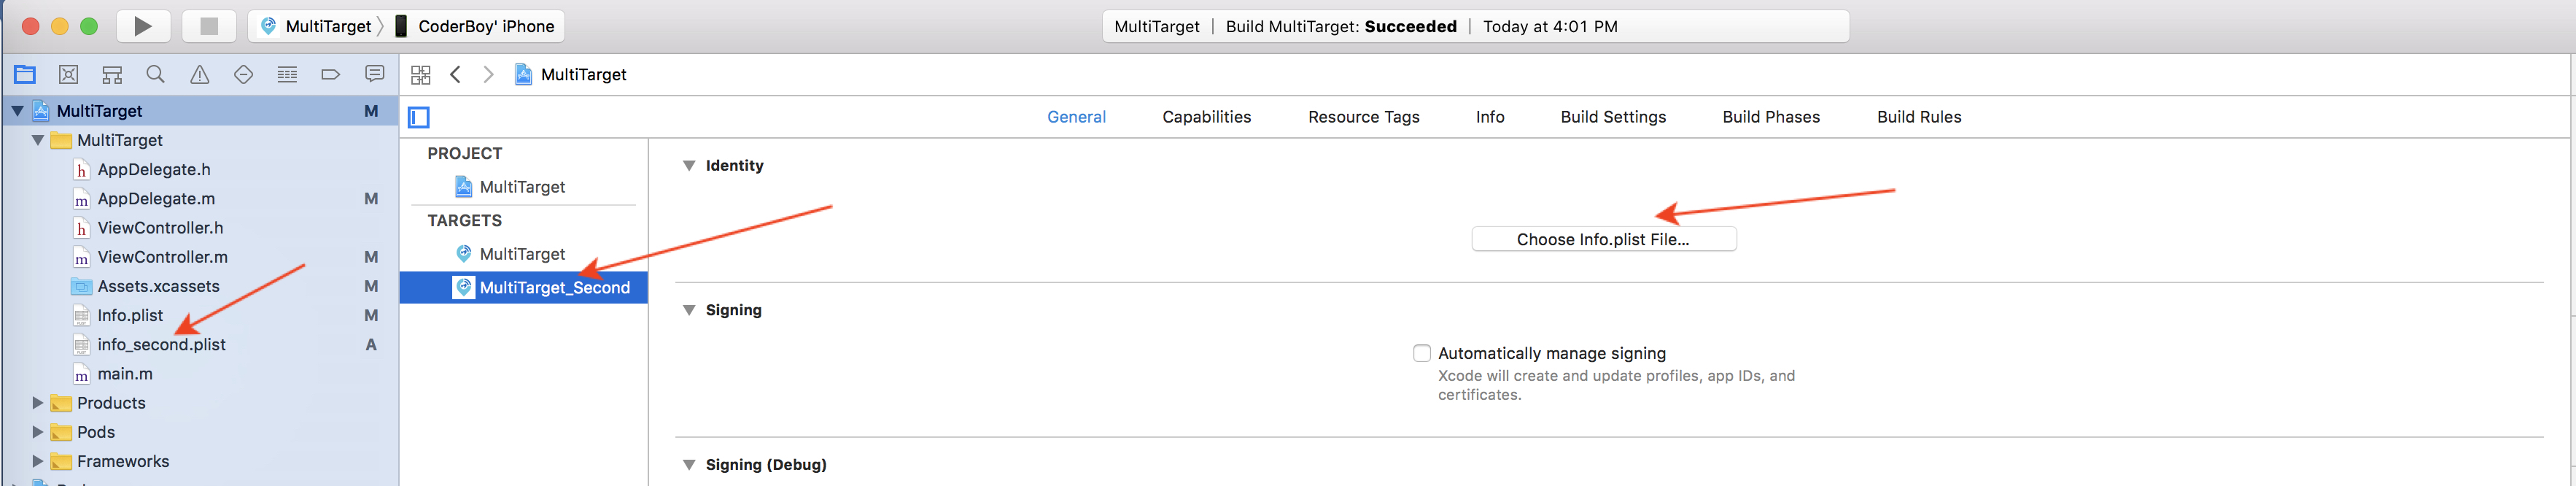 MultiTarget CoderBoy' iPhone
MultiTarget | Build MultiTarget: Succeeded | Today at 4:01 PM
MultiTarget
MultiTarget M
MultiTarget
h AppDelegate.h
m AppDelegate.m M
h ViewController.h
m ViewController.m M
Assets.xcassets M
Info.plist M
info_second.plist A
m main.m
Products
Pods
Frameworks
General Capabilities Resource Tags Info Build Settings Build Phases Build Rules
PROJECT
MultiTarget
TARGETS
MultiTarget
MultiTarget_Second
Identity
Choose Info.plist File...
Signing
Automatically manage signing
Xcode will create and update profiles, app IDs, and
certificates.
Signing (Debug)